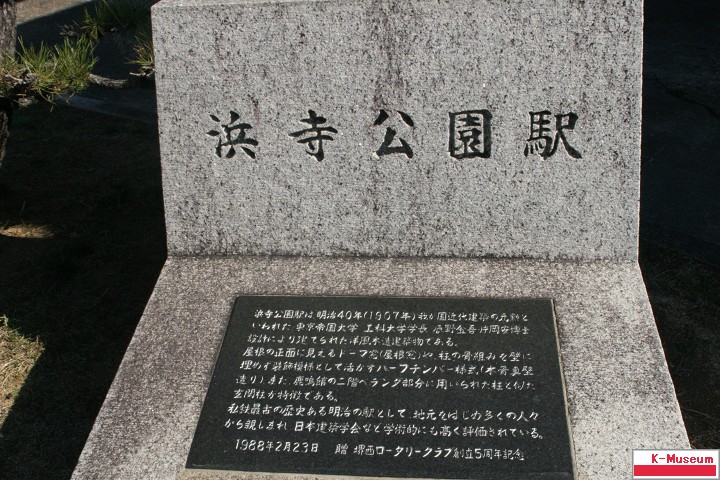 浜寺公園駅
浜寺公園駅は明治40年(1907年)我が国近代建築の元勲と
いわれた 東京帝国大学 工科大学学長 辰野金吾・片岡安博士
設計により建てられた洋風木造建築物である。
屋根の正面に見えるドーマ窓(屋根窓)や、柱の骨組みを壁に
埋めず装飾模様として活かすハーフチンバー様式(木骨真壁
造り)また、鹿鳴館の二階ベランダ部分に用いられた柱と似た
玄関柱が特徴である。
私鉄最古の歴史ある明治の駅として、地元をはじめ多くの人々
から親しまれ 日本建築学会など学術的にも高く評価されている。
1988年2月23日 贈 堺西ロータリークラブ創立5周年記念
K-Museum